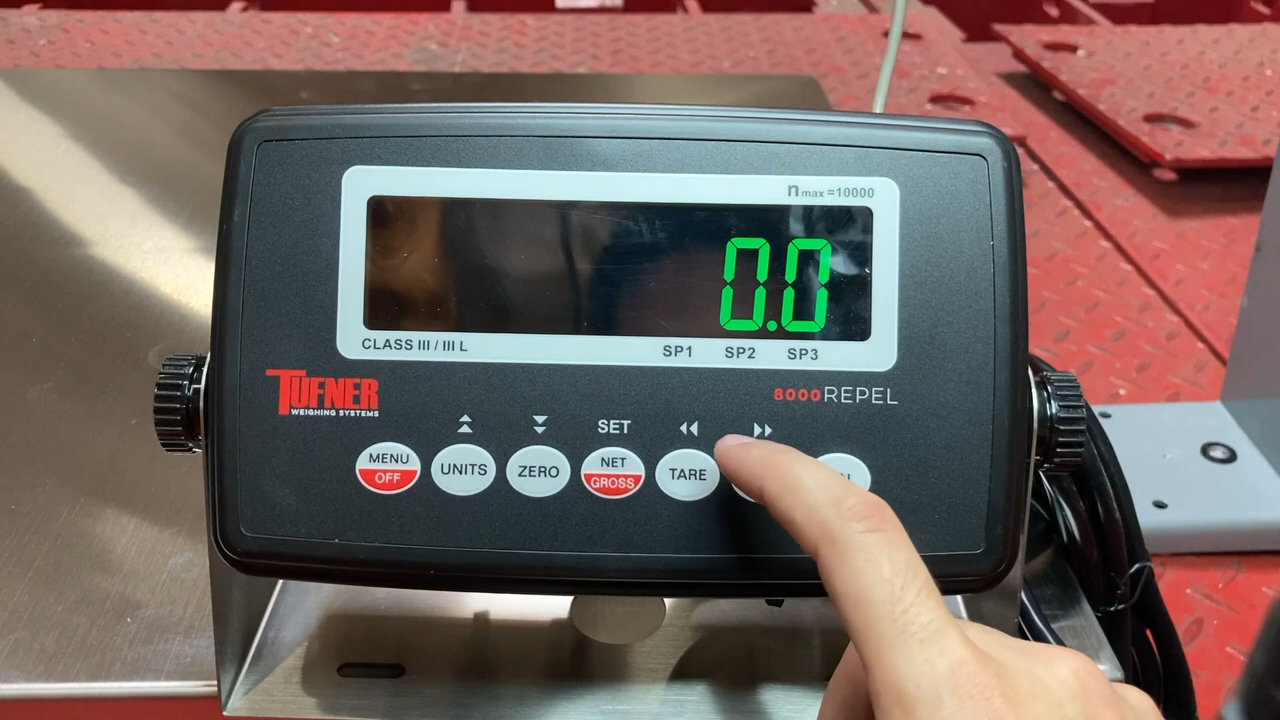 nmax=10000
0.0
CLASS III / III L
SP1 SP2 SP3
TUFNER
WEIGHING SYSTEMS
8000REPEL
SET
MENU
OFF
UNITS
ZERO
NET
GROSS
TARE